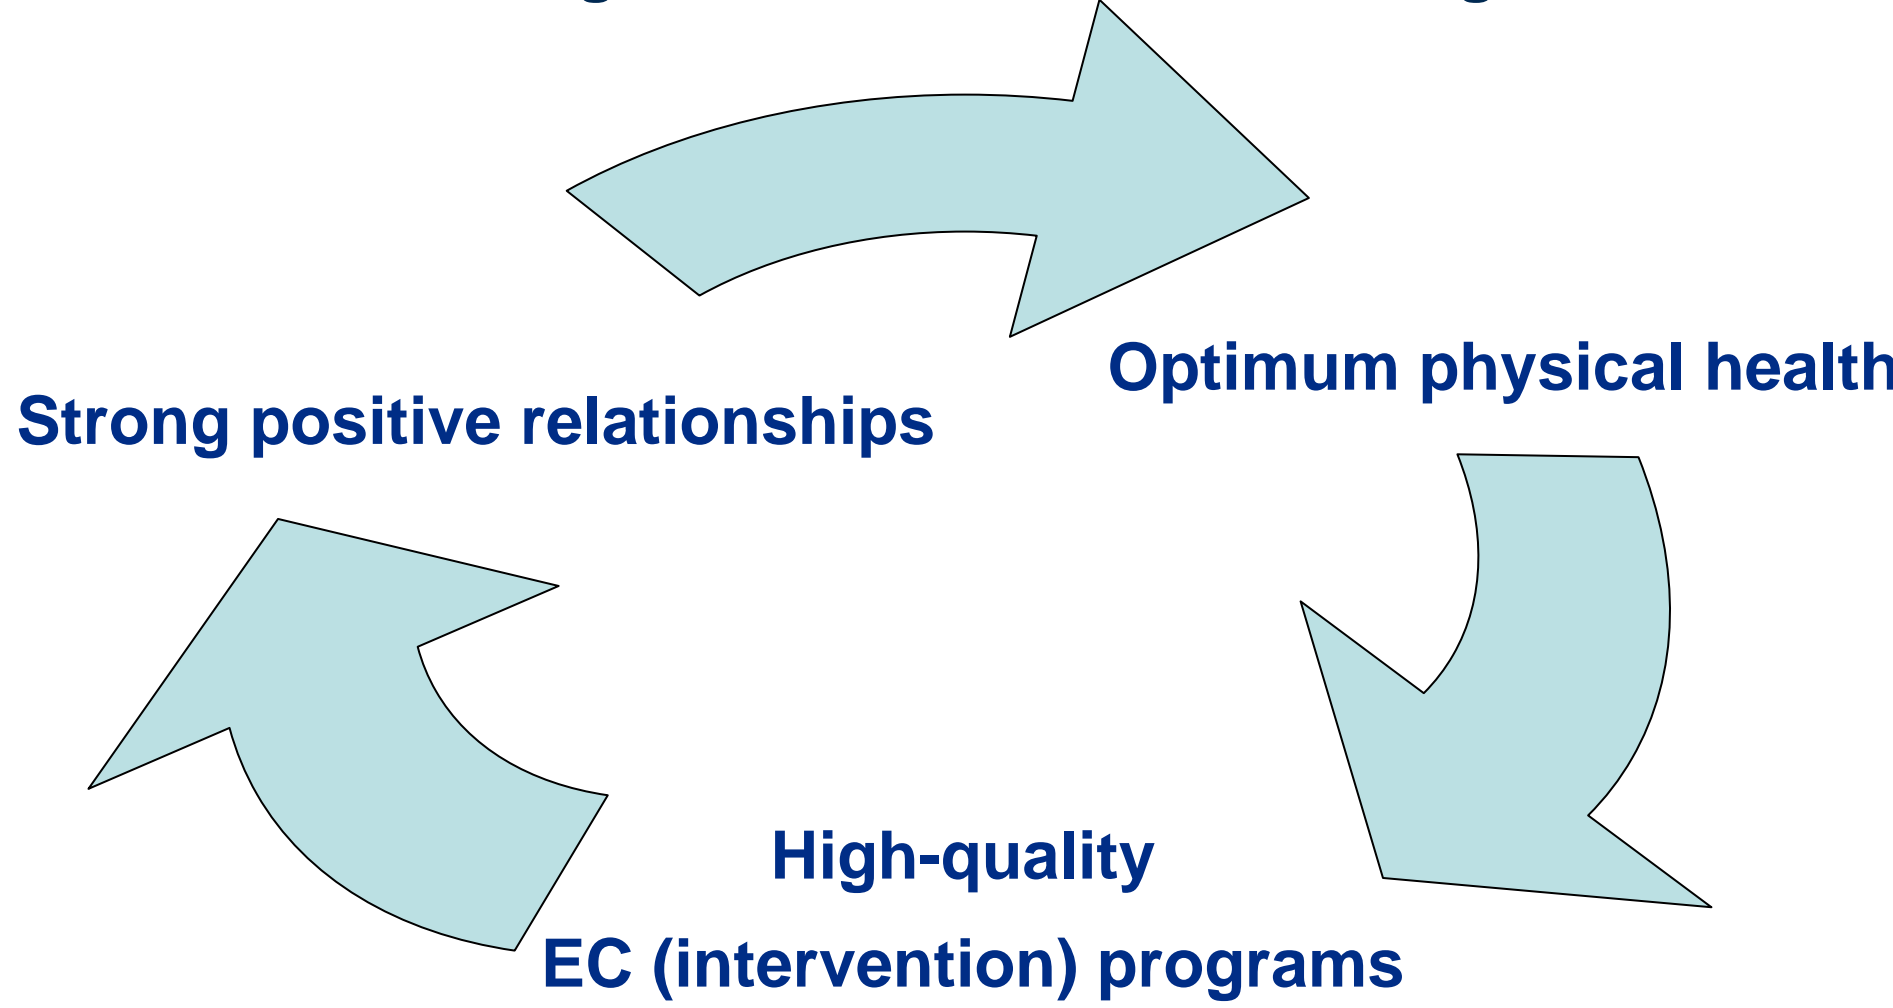 Optimum physical health
Strong positive relationships
High-quality
EC (intervention) programs